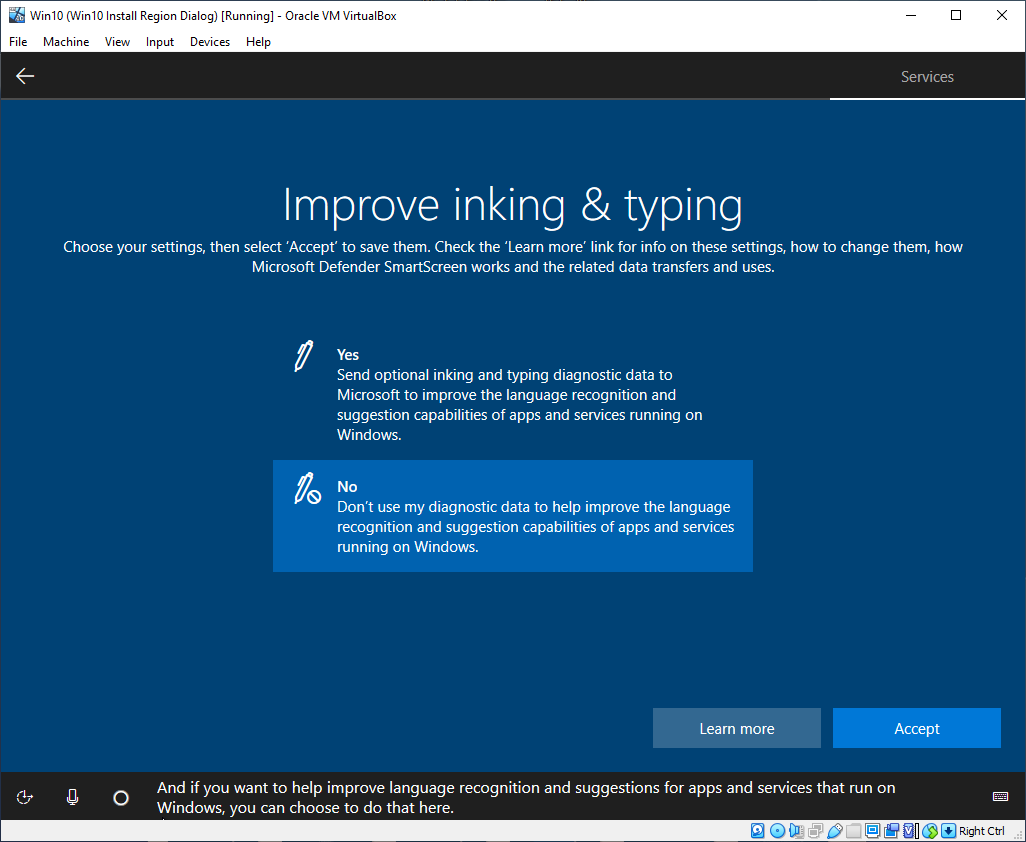 Win10 (Win10 Install Region Dialog) [Running] - Oracle VM VirtualBox
File Machine View Input Devices Help
Services
Improve inking & typing
Choose your settings, then select ‘Accept’ to save them. Check the ‘Learn more’ link for info on these settings, how to change them, how
Microsoft Defender SmartScreen works and the related data transfers and uses.
Yes
Send optional inking and typing diagnostic data to
Microsoft to improve the language recognition and
suggestion capabilities of apps and services running on
Windows.
No
Don’t use my diagnostic data to help improve the language
recognition and suggestion capabilities of apps and services
running on Windows.
Learn more
Accept
And if you want to help improve language recognition and suggestions for apps and services that run on
Windows, you can choose to do that here.
Right Ctrl